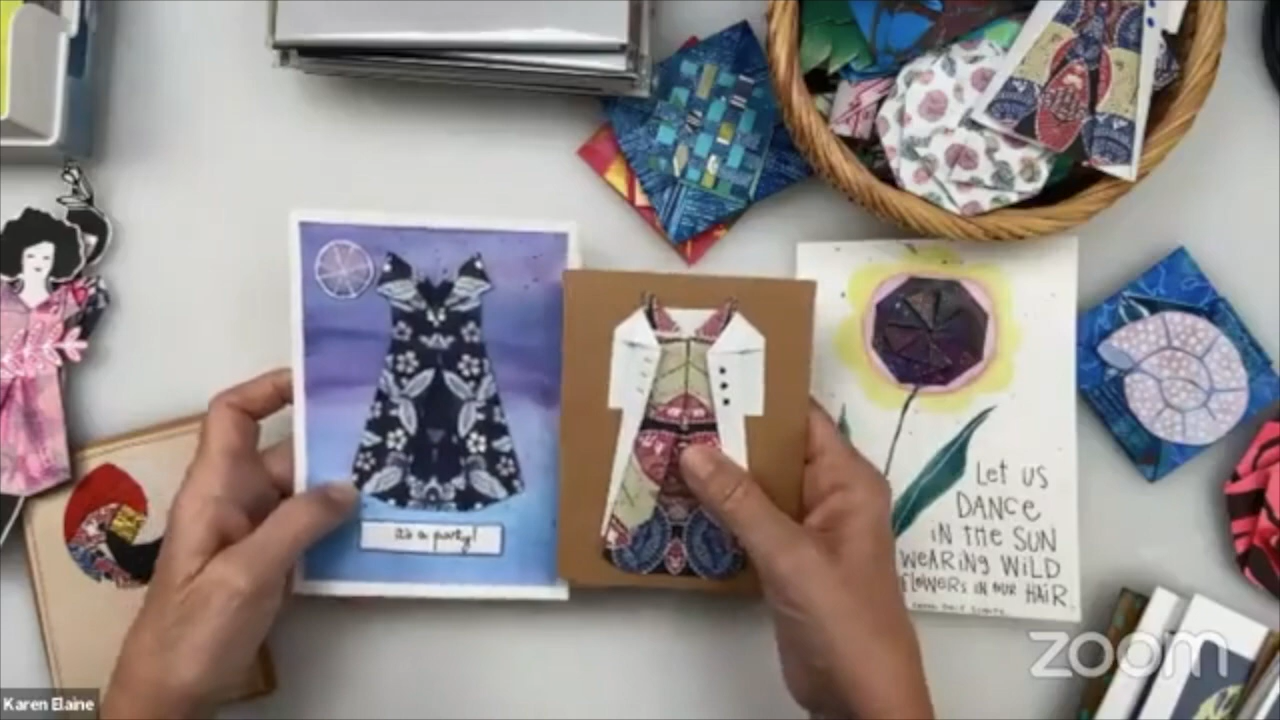 it's a party!
LET US
DANCE
IN THE SUN
WEARING WILD
FLOWERS IN OUR HAIR
zoom
Karen Elaine